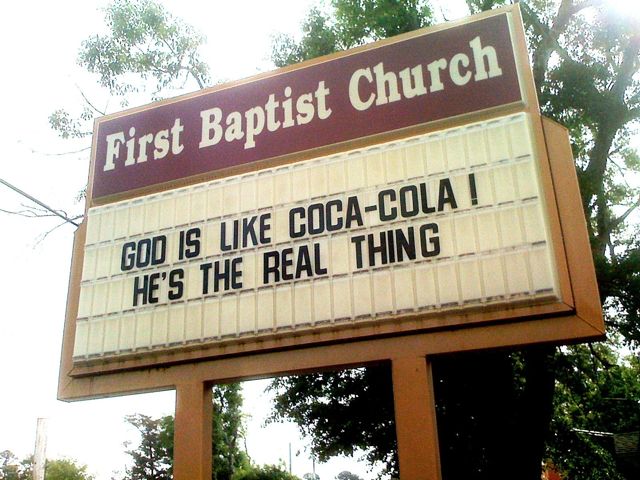 First Baptist Church
GOD IS LIKE COCA-COLA!
HE'S THE REAL THING